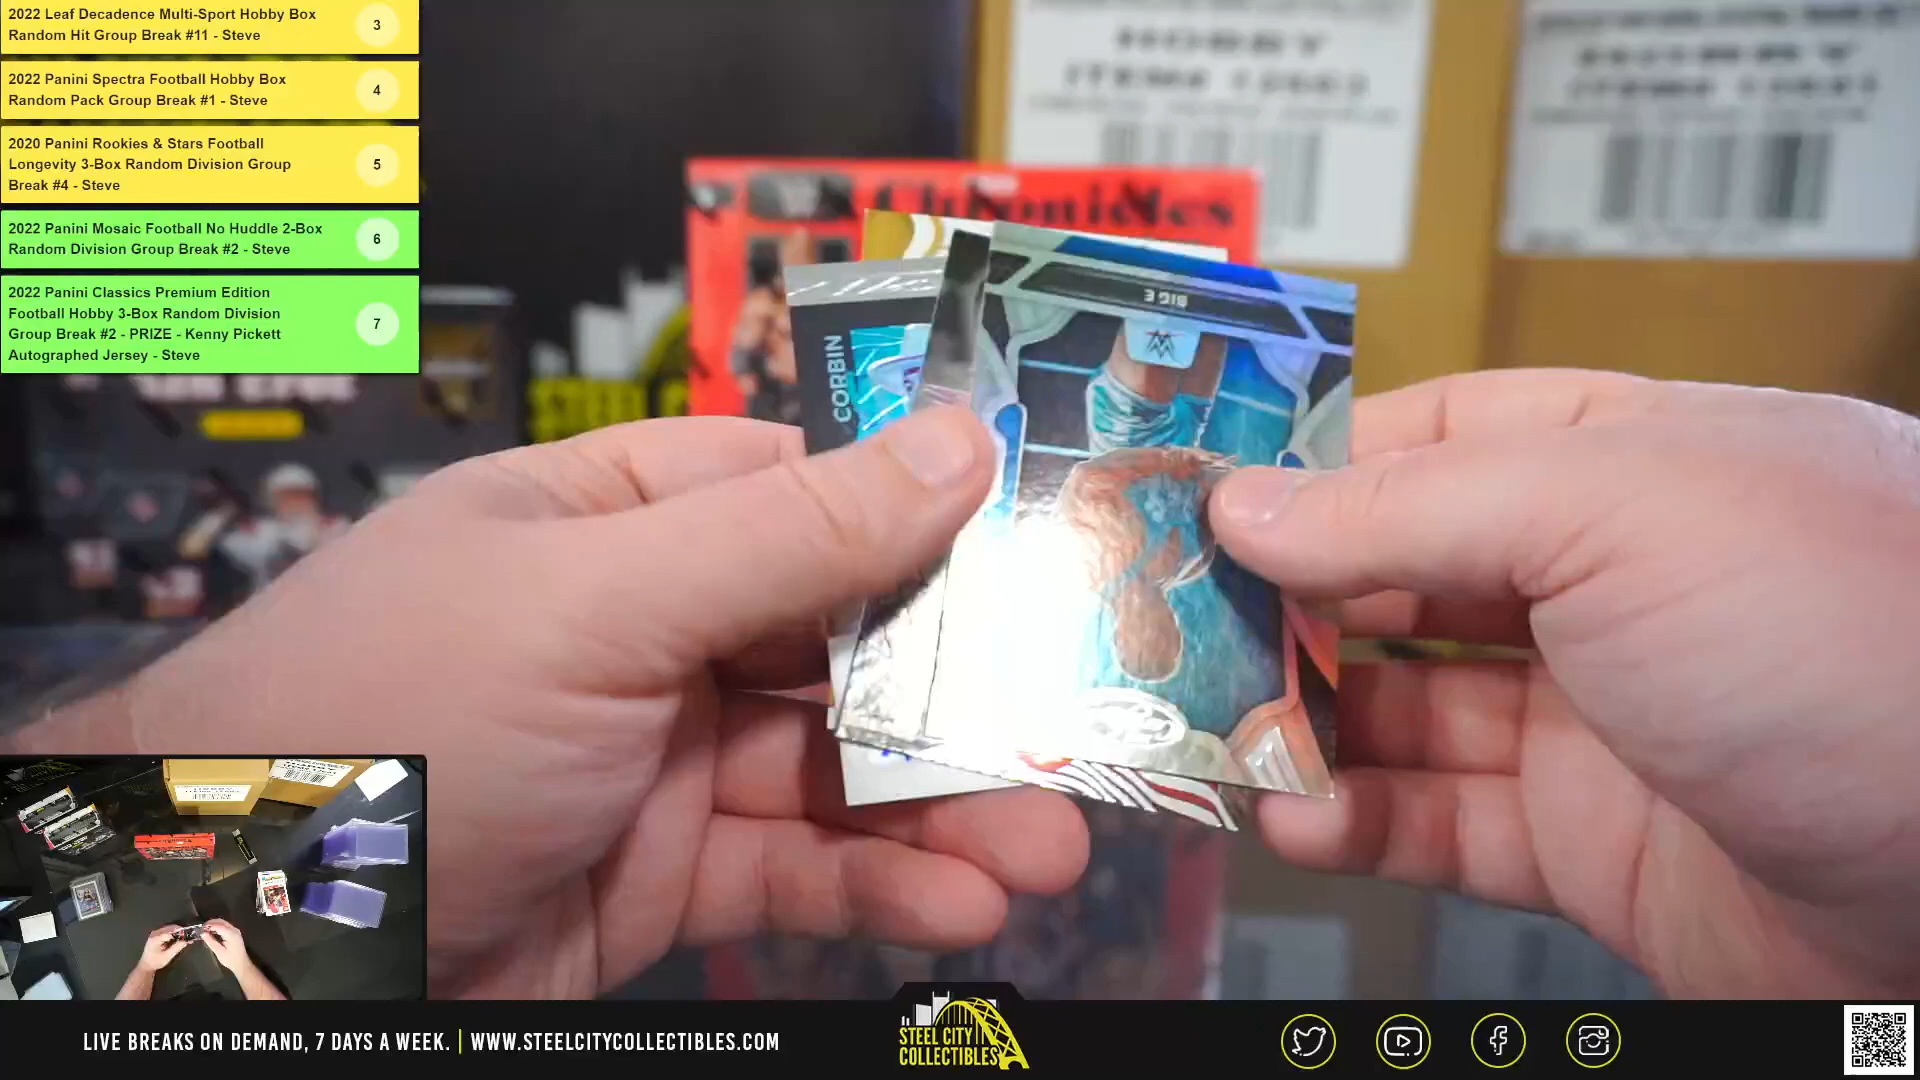 2022 Leaf Decadence Multi-Sport Hobby Box
Random Hit Group Break #11 - Steve
3
2022 Panini Spectra Football Hobby Box
Random Pack Group Break #1 - Steve
4
2020 Panini Rookies & Stars Football
Longevity 3-Box Random Division Group
Break #4 - Steve
5
2022 Panini Mosaic Football No Huddle 2-Box
Random Division Group Break #2 - Steve
6
2022 Panini Classics Premium Edition
Football Hobby 3-Box Random Division
Group Break #2 - PRIZE - Kenny Pickett
Autographed Jersey - Steve
7
HOBBY
Chronicles
BIG E
CORBIN
LIVE BREAKS ON DEMAND, 7 DAYS A WEEK. | WWW.STEELCITYCOLLECTIBLES.COM
STEEL CITY
COLLECTIBLES